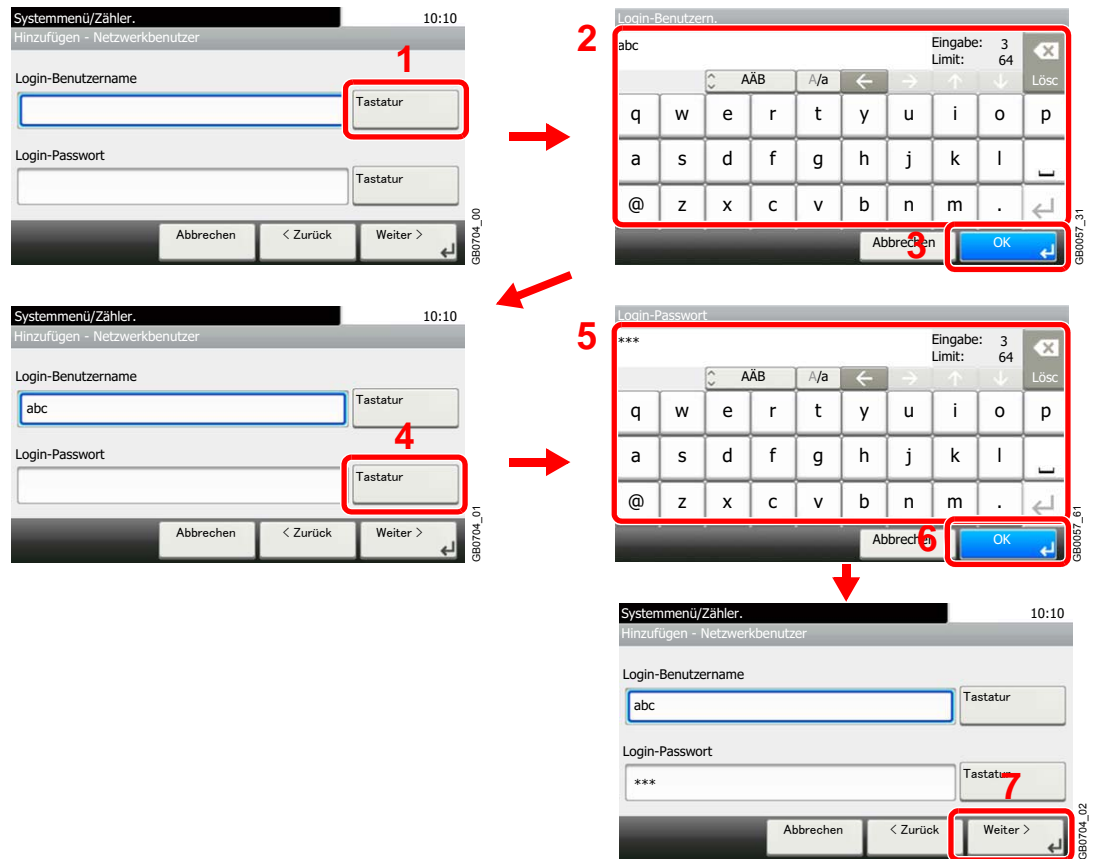 Systemmenü/Zähler. 10:10
Hinzufügen - Netzwerkbenutzer
1
Login-Benutzername
Tastatur
Login-Passwort
Tastatur
Abbrechen < Zurück Weiter >
GB0704_00
2
Login-Benutzern.
abc Eingabe: 3
Limit: 64
AÄB A/a ← → ↑ ↓ Lösc
q w e r t y u i o p
a s d f g h j k l
@ z x c v b n m .
Abbrechen 3 OK
GB0057_31
Systemmenü/Zähler. 10:10
Hinzufügen - Netzwerkbenutzer
Login-Benutzername
abc Tastatur
4
Login-Passwort
Tastatur
Abbrechen < Zurück Weiter >
GB0704_01
5
Login-Passwort
*** Eingabe: 3
Limit: 64
AÄB A/a ← → ↑ ↓ Lösc
q w e r t y u i o p
a s d f g h j k l
@ z x c v b n m .
Abbrechen 6 OK
GB0057_61
Systemmenü/Zähler. 10:10
Hinzufügen - Netzwerkbenutzer
Login-Benutzername
abc Tastatur
Login-Passwort
*** Tastatur
7
Abbrechen < Zurück Weiter >
GB0704_02